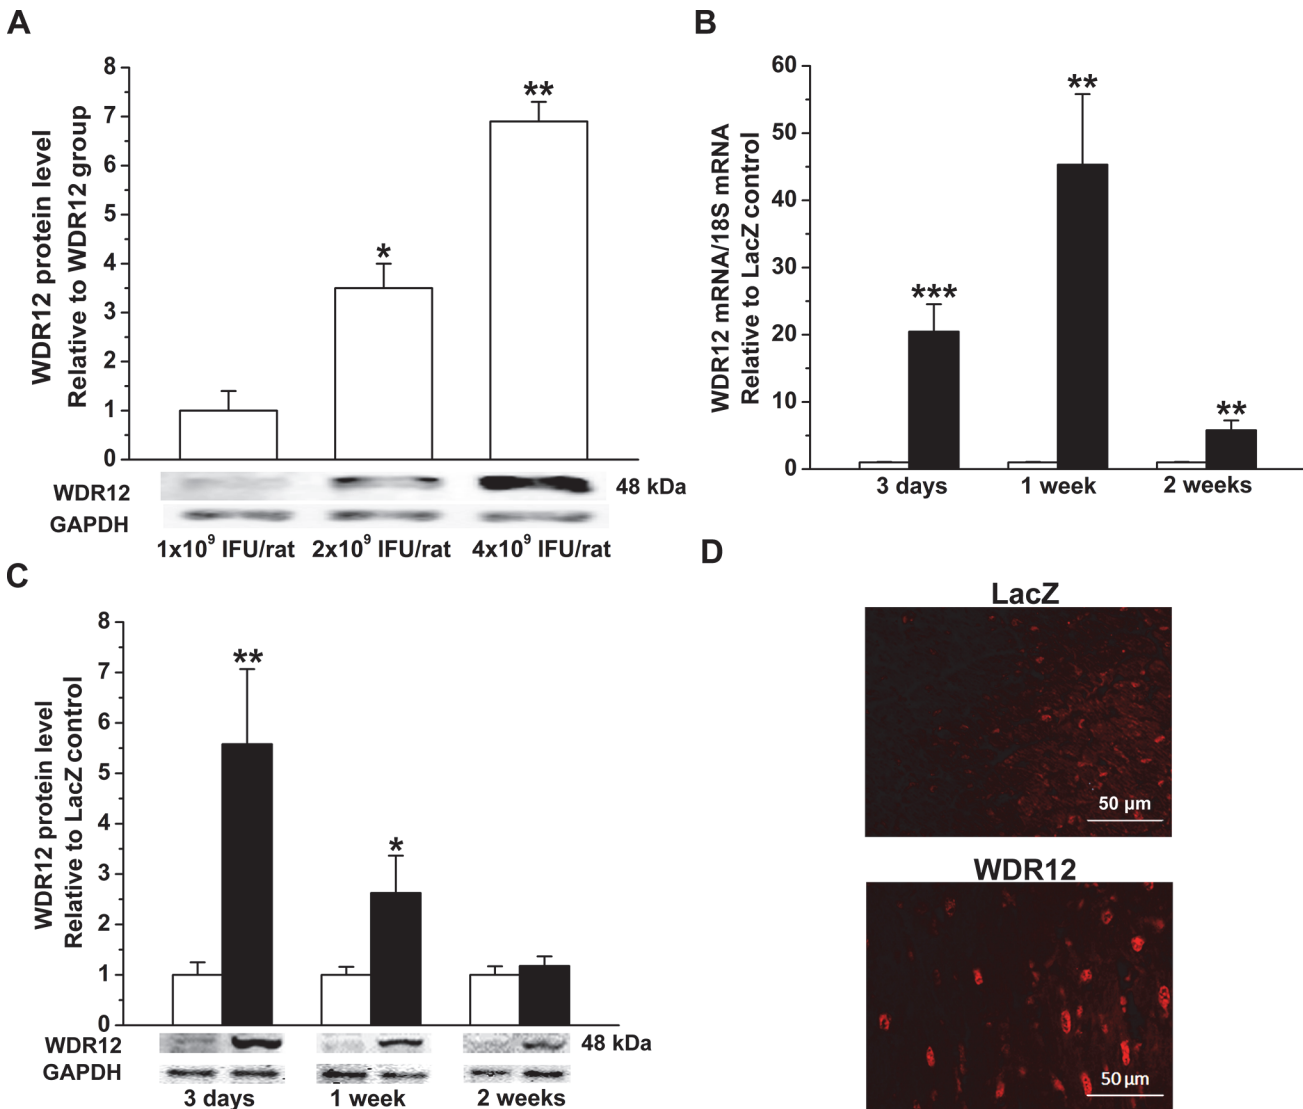 A
WDR12 protein level
Relative to WDR12 group
8
7
6
5
4
3
2
1
0
*
**
WDR12
48 kDa
GAPDH
1x10⁹ IFU/rat 2x10⁹ IFU/rat 4x10⁹ IFU/rat
B
WDR12 mRNA/18S mRNA
Relative to LacZ control
60
50
40
30
20
10
0
***
**
**
3 days 1 week 2 weeks
C
WDR12 protein level
Relative to LacZ control
8
7
6
5
4
3
2
1
0
**
*
WDR12
48 kDa
GAPDH
3 days 1 week 2 weeks
D
LacZ
50 µm
WDR12
50 µm